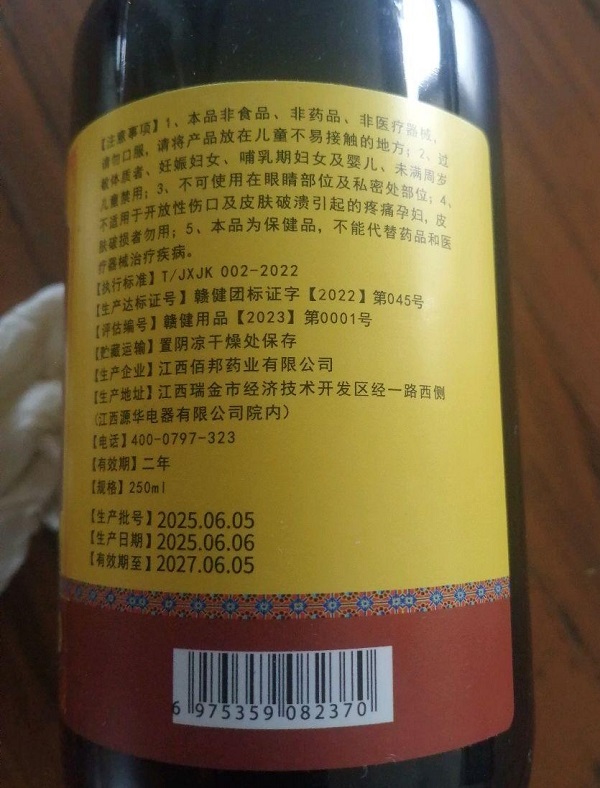 【注意事项】1、本品非食品、非药品、非医疗器械,
请勿口服，请将产品放在儿童不易接触的地方；2、过
敏体质者、妊娠妇女、哺乳期妇女及婴儿、未满周岁
儿童禁用；3、不可使用在眼睛部位及私密处部位；4、
不适用于开放性伤口及皮肤破溃引起的疼痛孕妇，皮
肤破损者勿用；5、本品为保健品，不能代替药品和医
疗器械治疗疾病。
【执行标准】T/JXJK 002-2022
【生产达标证号】赣健团标证字【2022】第045号
【评估编号】赣健用品【2023】第0001号
【贮藏运输】置阴凉干燥处保存
【生产企业】江西佰邦药业有限公司
【生产地址】江西瑞金市经济技术开发区经一路西侧
(江西源华电器有限公司院内)
【电话】400-0797-323
【有效期】二年
【规格】250ml
【生产批号】2025.06.05
【生产日期】2025.06.06
【有效期至】2027.06.05
6 975359 082370